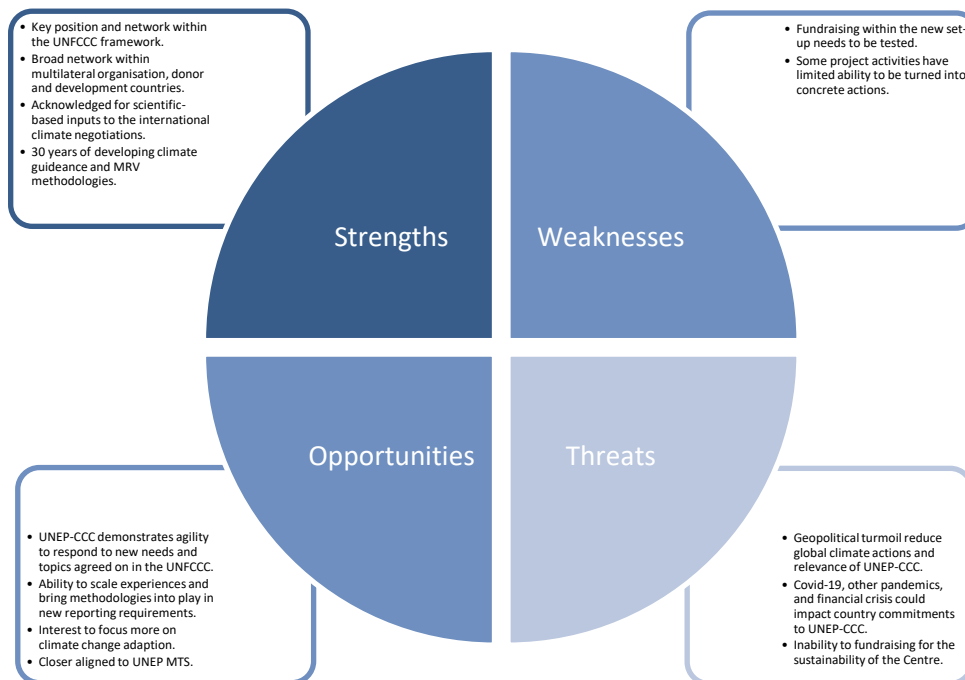 • Key position and network within
the UNFCCC framework.
• Broad network within
multilateral organisation, donor
and development countries.
• Acknowledged for scientific-
based inputs to the international
climate negotiations.
• 30 years of developing climate
guideance and MRV
methodologies.
• Fundraising within the new set-
up needs to be tested.
• Some project activities have
limited ability to be turned into
concrete actions.
Strengths
Weaknesses
Opportunities
Threats
• UNEP-CCC demonstrates agility
to respond to new needs and
topics agreed on in the UNFCCC.
• Ability to scale experiences and
bring methodologies into play in
new reporting requirements.
• Interest to focus more on
climate change adaption.
• Closer aligned to UNEP MTS.
• Geopolitical turmoil reduce
global climate actions and
relevance of UNEP-CCC.
• Covid-19, other pandemics,
and financial crisis could
impact country commitments
to UNEP-CCC.
• Inability to fundraising for the
sustainability of the Centre.